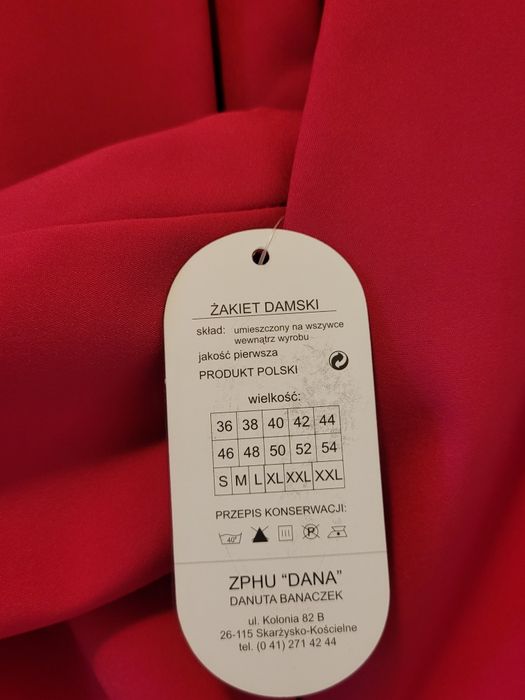 ŻAKIET DAMSKI
skład: umieszczony na wszywce
wewnątrz wyrobu
jakość pierwsza
PRODUKT POLSKI
wielkość:
36 38 40 42 44
46 48 50 52 54
S M L XL XXL XXL
PRZEPIS KONSERWACJI:
40° P
ZPHU "DANA"
DANUTA BANACZEK
ul. Kolonia 82 B
26-115 Skarżysko-Kościelne
tel. (0 41) 271 42 44